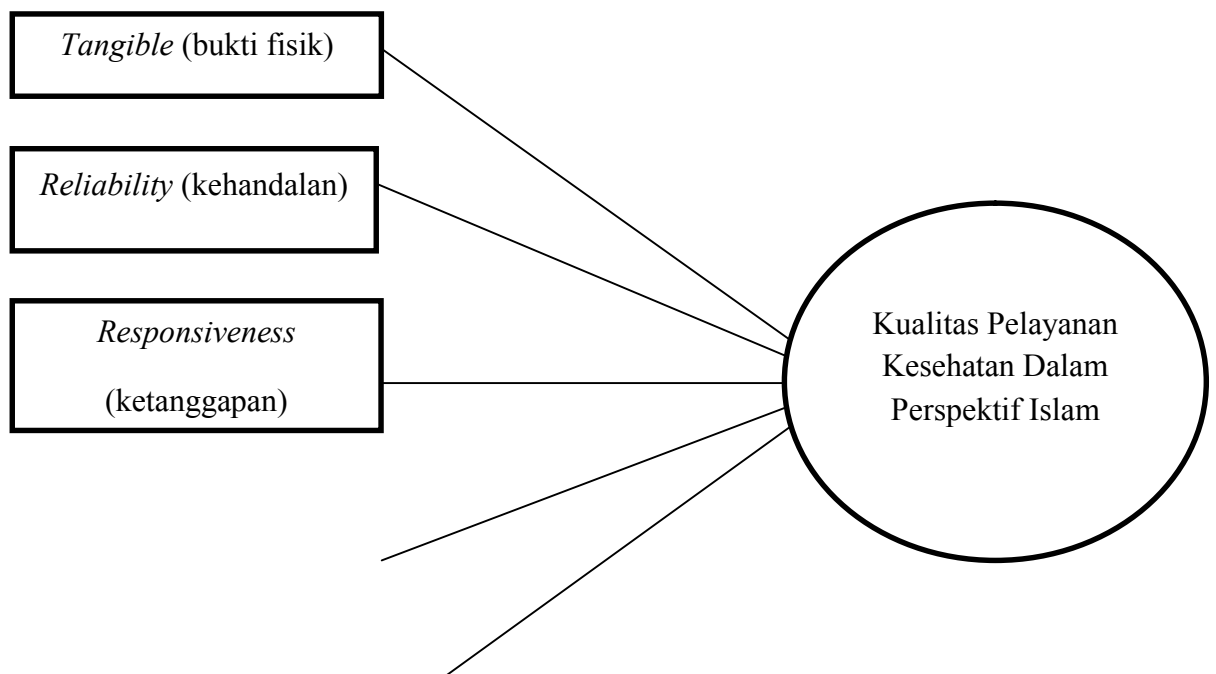 Tangible (bukti fisik)
Reliability (kehandalan)
Responsiveness
(ketanggapan)
Kualitas Pelayanan
Kesehatan Dalam
Perspektif Islam